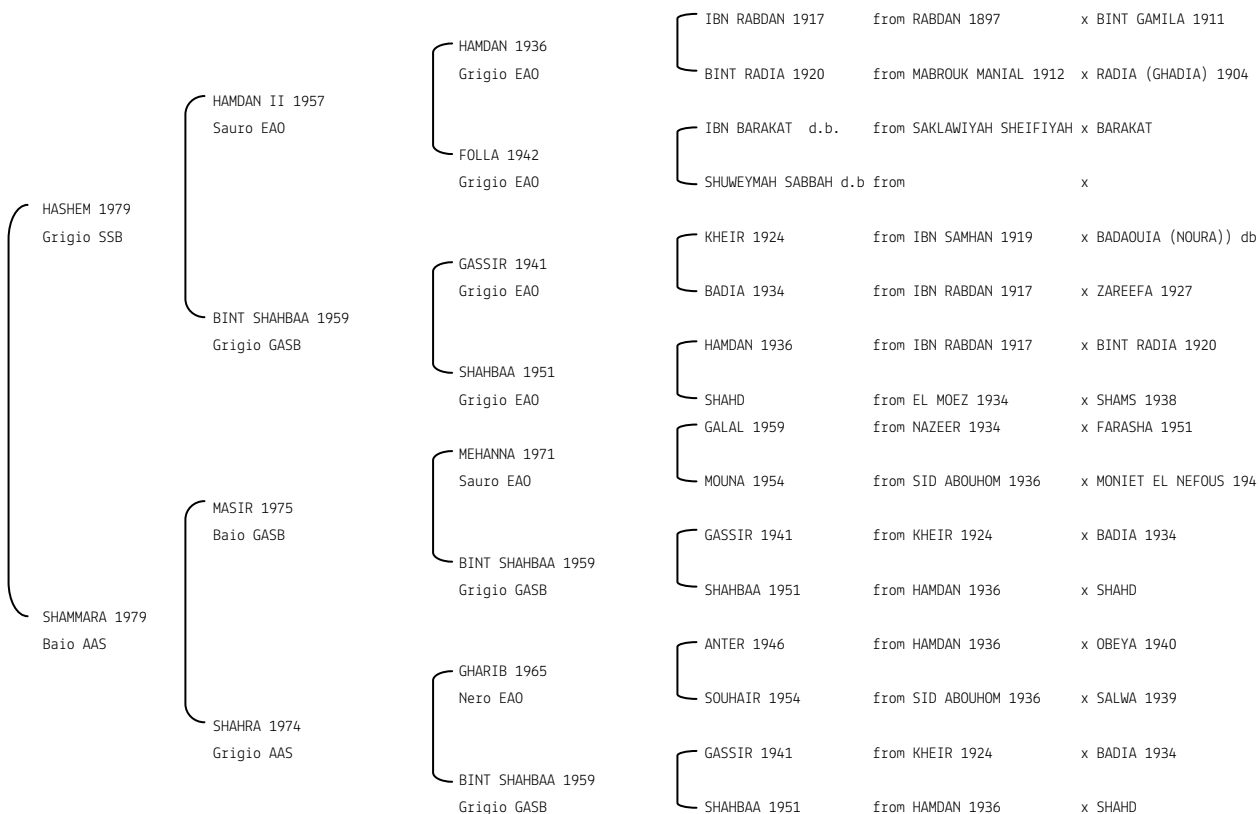 IBN RABDAN 1917 from RABDAN 1897 x BINT GAMILA 1911
HAMDAN 1936
Grigio EAO
BINT RADIA 1920 from MABROUK MANIAL 1912 x RADIA (GHADIA) 1904
HAMDAN II 1957
Sauro EAO
IBN BARAKAT d.b. from SAKLAWIYAH SHEIFIYAH x BARAKAT
FOLLA 1942
Grigio EAO
SHUWEYMAH SABBAH d.b from x
HASHEM 1979
Grigio SSB
KHEIR 1924 from IBN SAMHAN 1919 x BADAOUIA (NOURA)) db
GASSIR 1941
Grigio EAO
BADIA 1934 from IBN RABDAN 1917 x ZAREEFA 1927
BINT SHAHBAA 1959
Grigio GASB
HAMDAN 1936 from IBN RABDAN 1917 x BINT RADIA 1920
SHAHBAA 1951
Grigio EAO
SHAHD from EL MOEZ 1934 x SHAMS 1938
GALAL 1959 from NAZEER 1934 x FARASHA 1951
MEHANNA 1971
Sauro EAO
MOUNA 1954 from SID ABOUHOM 1936 x MONIET EL NEFOUS 194
MASIR 1975
Baio GASB
GASSIR 1941 from KHEIR 1924 x BADIA 1934
BINT SHAHBAA 1959
Grigio GASB
SHAHBAA 1951 from HAMDAN 1936 x SHAHD
SHAMMARA 1979
Baio AAS
ANTER 1946 from HAMDAN 1936 x OBEYA 1940
GHARIB 1965
Nero EAO
SOUHAIR 1954 from SID ABOUHOM 1936 x SALWA 1939
SHAHRA 1974
Grigio AAS
GASSIR 1941 from KHEIR 1924 x BADIA 1934
BINT SHAHBAA 1959
Grigio GASB
SHAHBAA 1951 from HAMDAN 1936 x SHAHD